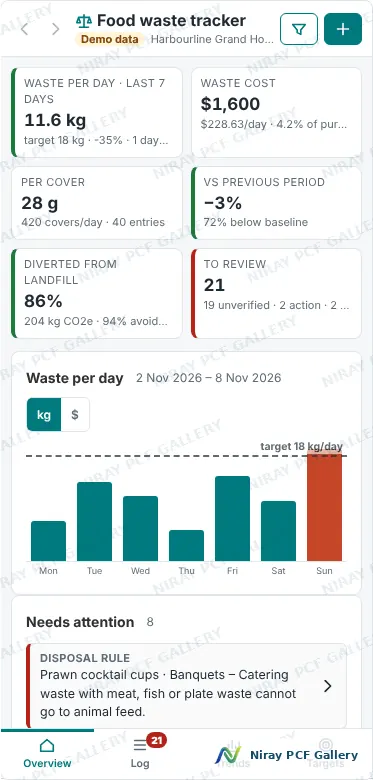 Food waste tracker
Demo data Harbourline Grand Ho...
WASTE PER DAY · LAST 7
DAYS
11.6 kg
target 18 kg · -35% · 1 day...
WASTE COST
$1,600
$228.63/day · 4.2% of pur...
PER COVER
28 g
420 covers/day · 40 entries
VS PREVIOUS PERIOD
−3%
72% below baseline
DIVERTED FROM
LANDFILL
86%
204 kg CO2e · 94% avoid...
TO REVIEW
21
19 unverified · 2 action · 2 ...
Waste per day 2 Nov 2026 – 8 Nov 2026
kg $
target 18 kg/day
Mon Tue Wed Thu Fri Sat Sun
Needs attention 8
DISPOSAL RULE
Prawn cocktail cups · Banquets – Catering
waste with meat, fish or plate waste cannot
go to animal feed.
21
Overview Log Trends Targets
Niray PCF Gallery
NIRAY PCF GALLERY